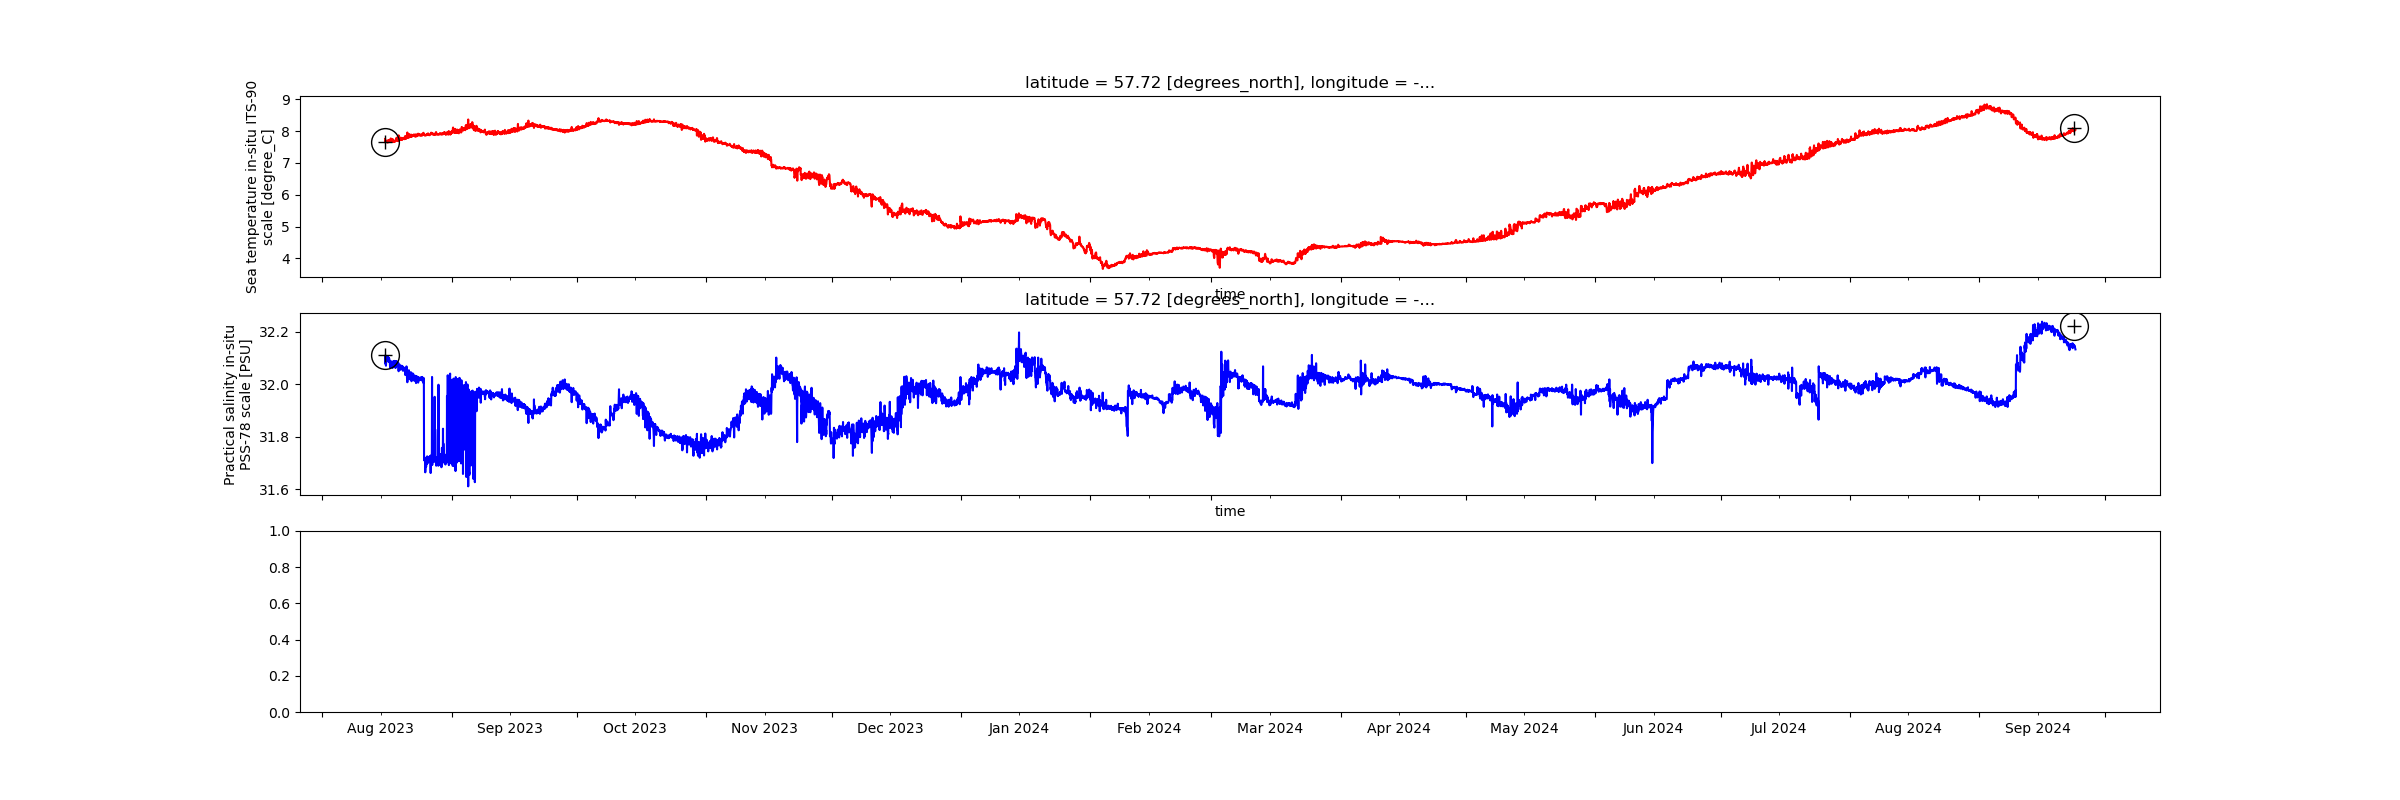 latitude = 57.72 [degrees_north], longitude = -...
Sea temperature in-situ ITS-90
scale [degree_C]
9
8
7
6
5
4
time
latitude = 57.72 [degrees_north], longitude = -...
Practical salinity in-situ
PSS-78 scale [PSU]
32.2
32.0
31.8
31.6
time
1.0
0.8
0.6
0.4
0.2
0.0
Aug 2023 Sep 2023 Oct 2023 Nov 2023 Dec 2023 Jan 2024 Feb 2024 Mar 2024 Apr 2024 May 2024 Jun 2024 Jul 2024 Aug 2024 Sep 2024